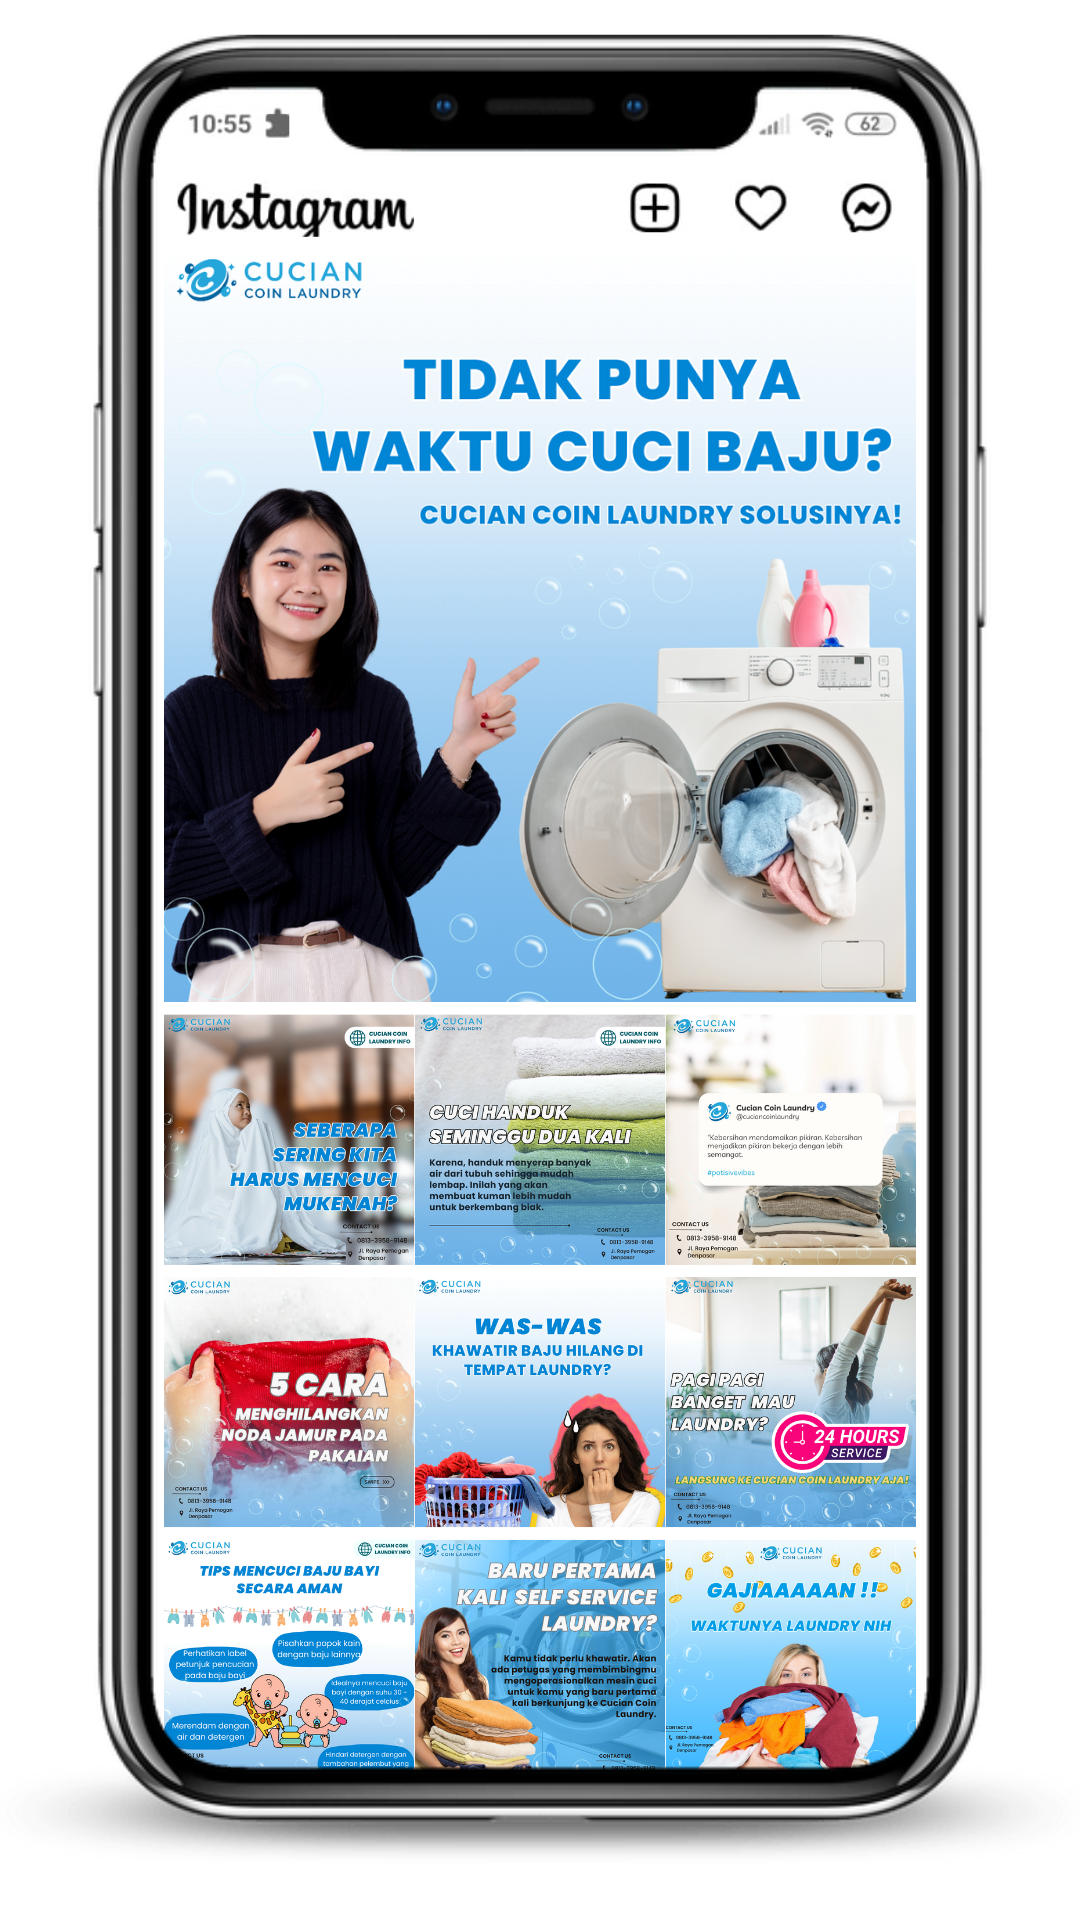 10:55
62
Instagram
CUCIAN
COIN LAUNDRY
TIDAK PUNYA
WAKTU CUCI BAJU?
CUCIAN COIN LAUNDRY SOLUSINYA!
CUCIAN
COIN LAUNDRY
CUCIAN COIN
LAUNDRY INFO
SEBERAPA
SERING KITA
HARUS MENCUCI
MUKENAH?
CONTACT US
0813-3958-9148
Jl. Raya Pemogan
Denpasar
CUCIAN
COIN LAUNDRY
CUCIAN COIN
LAUNDRY INFO
CUCI HANDUK
SEMINGGU DUA KALI
Karena, handuk menyerap banyak
air dari tubuh sehingga mudah
lembap. Inilah yang akan
membuat kuman lebih mudah
untuk berkembang biak.
CONTACT US
0813-3958-9148
Jl. Raya Pemogan
Denpasar
CUCIAN
COIN LAUNDRY
Cucian Coin Laundry
@cuciancoinlaundry
"Kebersihan mendamaikan pikiran. Kebersihan
menjadikan pikiran bekerja dengan lebih
semangat.
#potisivevibes
CONTACT US
0813-3958-9148
Jl. Raya Pemogan
Denpasar
CUCIAN
COIN LAUNDRY
5 CARA
MENGHILANGKAN
NODA JAMUR PADA
PAKAIAN
SWIPE
CONTACT US
0813-3958-9148
Jl. Raya Pemogan
Denpasar
CUCIAN
COIN LAUNDRY
WAS-WAS
KHAWATIR BAJU HILANG DI
TEMPAT LAUNDRY?
CUCIAN
COIN LAUNDRY
PAGI PAGI
BANGET MAU
LAUNDRY?
24 HOURS
SERVICE
LANGSUNG KE CUCIAN COIN LAUNDRY AJA!
CONTACT US
0813-3958-9148
Jl. Raya Pemogan
Denpasar
CUCIAN
COIN LAUNDRY
CUCIAN COIN
LAUNDRY INFO
TIPS MENCUCI BAJU BAYI
SECARA AMAN
Perhatikan label
petunjuk pencucian
pada baju bayi
Pisahkan popok kain
dengan baju lainnya
Idealnya mencuci baju
bayi dengan suhu 30 -
40 derajat celcius
Merendam dengan
air dan detergen
Hindari detergen dengan
tambahan pelembut yang
CUCIAN
COIN LAUNDRY
BARU PERTAMA
KALI SELF SERVICE
LAUNDRY?
Kamu tidak perlu khawatir. Akan
ada petugas yang membimbingmu
mengoperasionalkan mesin cuci
untuk kamu yang baru pertama
kali berkunjung ke Cucian Coin
Laundry.
CONTACT US
CUCIAN
COIN LAUNDRY
GAJIAAAAAN !!
WAKTUNYA LAUNDRY NIH
CONTACT US
0813-3958-9148
Jl. Raya Pemogan
Denpasar